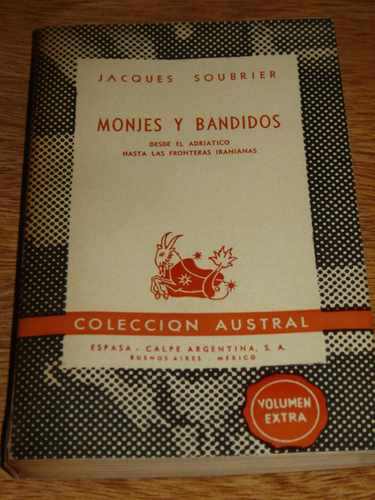 JACQUES SOUBRIER
MONJES Y BANDIDOS
DESDE EL ADRIATICO
HASTA LAS FRONTERAS IRANIANAS
COLECCION AUSTRAL
ESPASA - CALPE ARGENTINA, S. A.
BUENOS AIRES - MEXICO
VOLUMEN
EXTRA